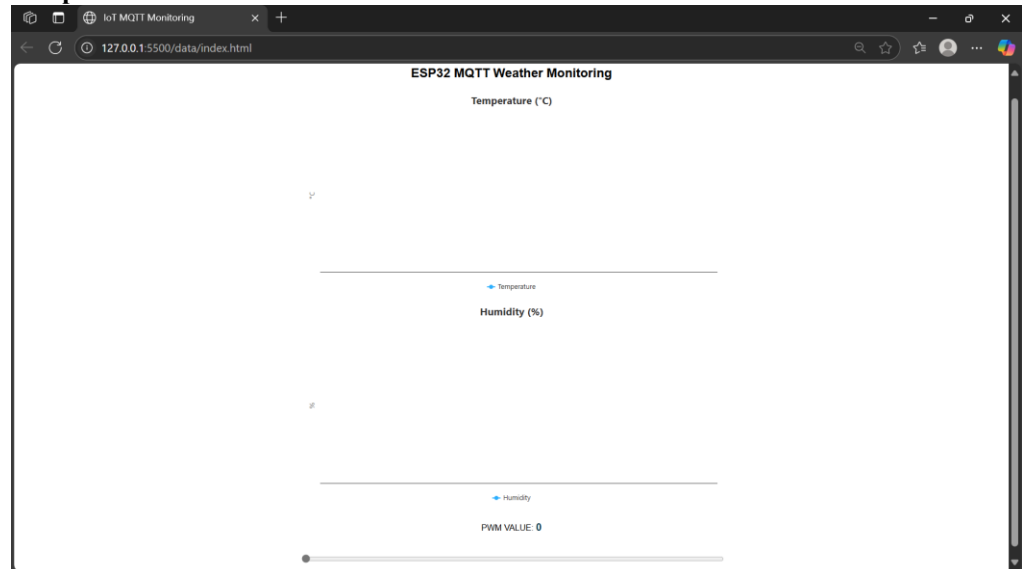 IoT MQTT Monitoring
127.0.0.1:5500/data/index.html
ESP32 MQTT Weather Monitoring
Temperature (°C)
°C
Temperature
Humidity (%)
%
Humidity
PWM VALUE: 0